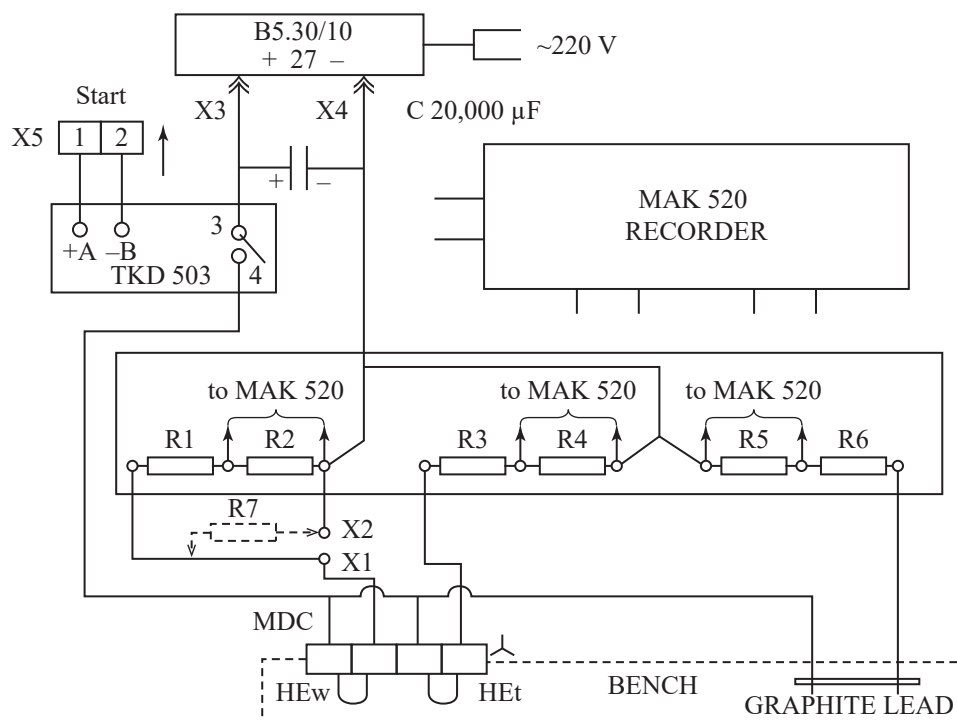 B5.30/10
+ 27 –
~220 V
Start
X3
X4
C 20,000 µF
X5
1
2
+
–
MAK 520
RECORDER
3
+A
–B
4
TKD 503
to MAK 520
to MAK 520
to MAK 520
R1
R2
R3
R4
R5
R6
R7
X2
X1
MDC
HEw
HEt
BENCH
GRAPHITE LEAD